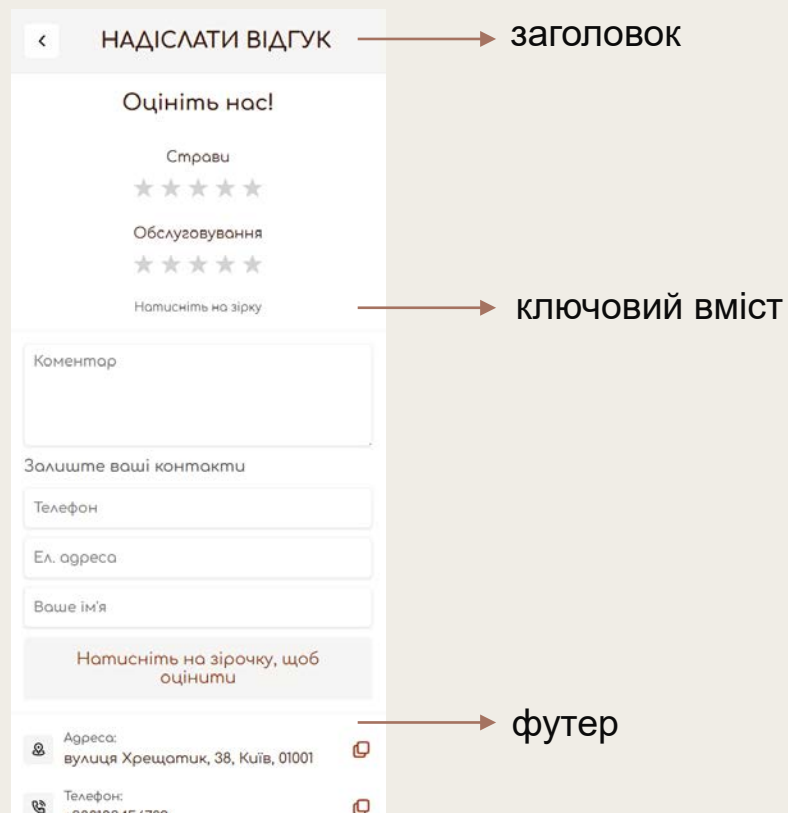 НАДІСЛАТИ ВІДГУК
заголовок
Оцініть нас!
Страви
Обслуговування
Натисніть на зірку
ключовий вміст
Коментар
Залиште ваші контакти
Телефон
Ел. адреса
Ваше ім'я
Натисніть на зірочку, щоб
оцінити
футер
Адреса:
вулиця Хрещатик, 38, Київ, 01001
Телефон: